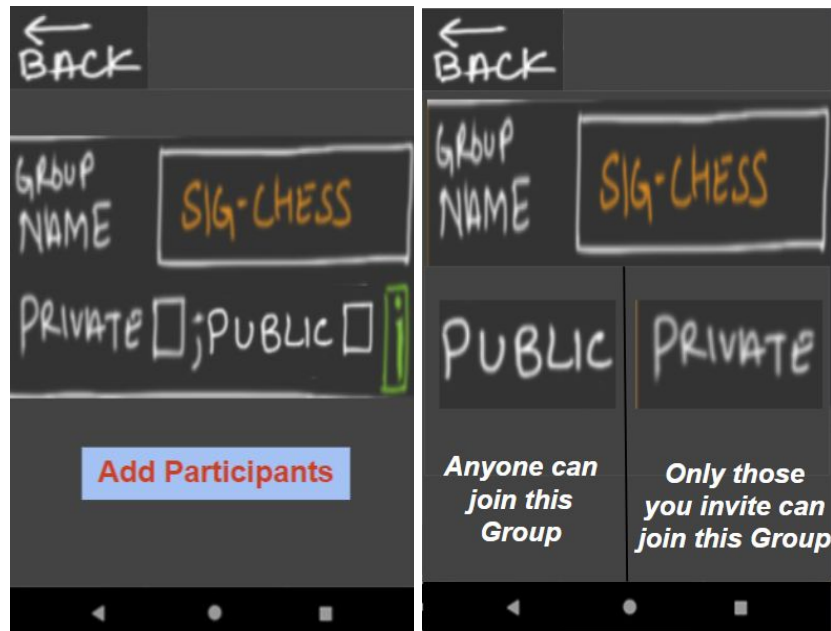 BACK
GROUP
NAME
SIG-CHESS
PRIVATE ; PUBLIC i
Add Participants
BACK
GROUP
NAME
SIG-CHESS
PUBLIC
PRIVATE
Anyone can
join this
Group
Only those
you invite can
join this Group